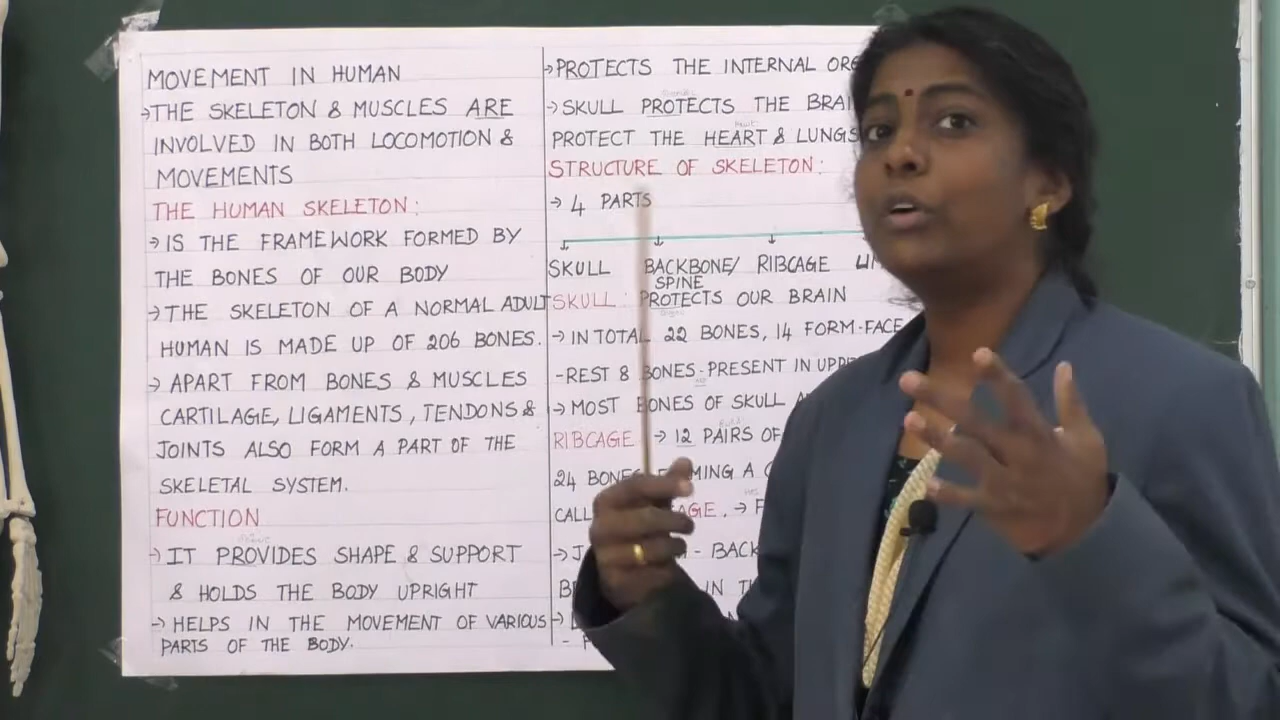 MOVEMENT IN HUMAN
→THE SKELETON & MUSCLES ARE
INVOLVED IN BOTH LOCOMOTION &
MOVEMENTS
THE HUMAN SKELETON:
→IS THE FRAMEWORK FORMED BY
THE BONES OF OUR BODY
→THE SKELETON OF A NORMAL ADULT
HUMAN IS MADE UP OF 206 BONES.
→ APART FROM BONES & MUSCLES
CARTILAGE, LIGAMENTS, TENDONS &
JOINTS ALSO FORM A PART OF THE
SKELETAL SYSTEM.
FUNCTION
→IT PROVIDES SHAPE & SUPPORT
& HOLDS THE BODY UPRIGHT
→ HELPS IN THE MOVEMENT OF VARIOUS
PARTS OF THE BODY.
→PROTECTS THE INTERNAL
→ SKULL PROTECTS THE
PROTECT THE HEART & LUNGS
STRUCTURE OF SKELETON:
→ 4 PARTS
SKULL BACKBONE/ RIBCAGE
SPINE
SKULL: PROTECTS OUR BRAIN
→ IN TOTAL 22 BONES, 14 FORM-FACE
-REST 8 BONES-PRESENT IN
→ MOST BONES OF SKULL
RIBCAGE → 12 PAIRS OF
24 FORMING A
→
- BACK
IN